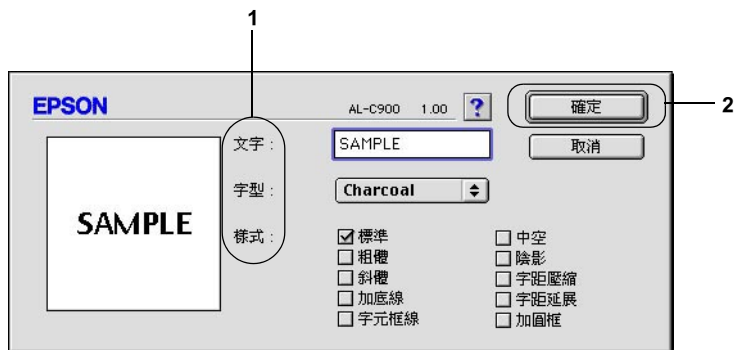 1
EPSON
AL-C900 1.00 ?
確定
2
文字：
SAMPLE
取消
字型：
Charcoal
SAMPLE
樣式：
標準
中空
粗體
陰影
斜體
字距壓縮
加底線
字距延展
字元框線
加圓框